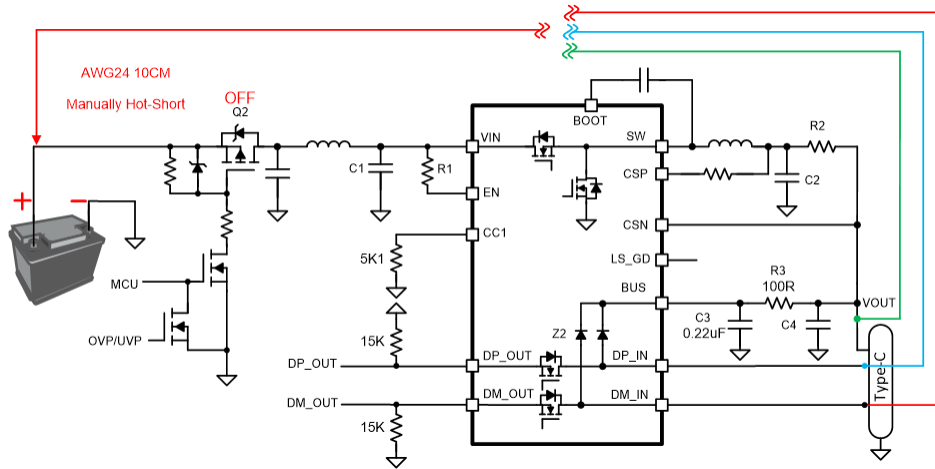 AWG24 10CM
Manually Hot-Short
OFF
Q2
BOOT
VIN
SW
R2
C1
R1
CSP
C2
EN
+
-
CSN
CC1
LS_GD
5K1
BUS
R3
100R
MCU
VOUT
C3
0.22uF
C4
Z2
OVP/UVP
15K
DP_OUT
DP_OUT
DP_IN
Type-C
DM_OUT
DM_OUT
DM_IN
15K